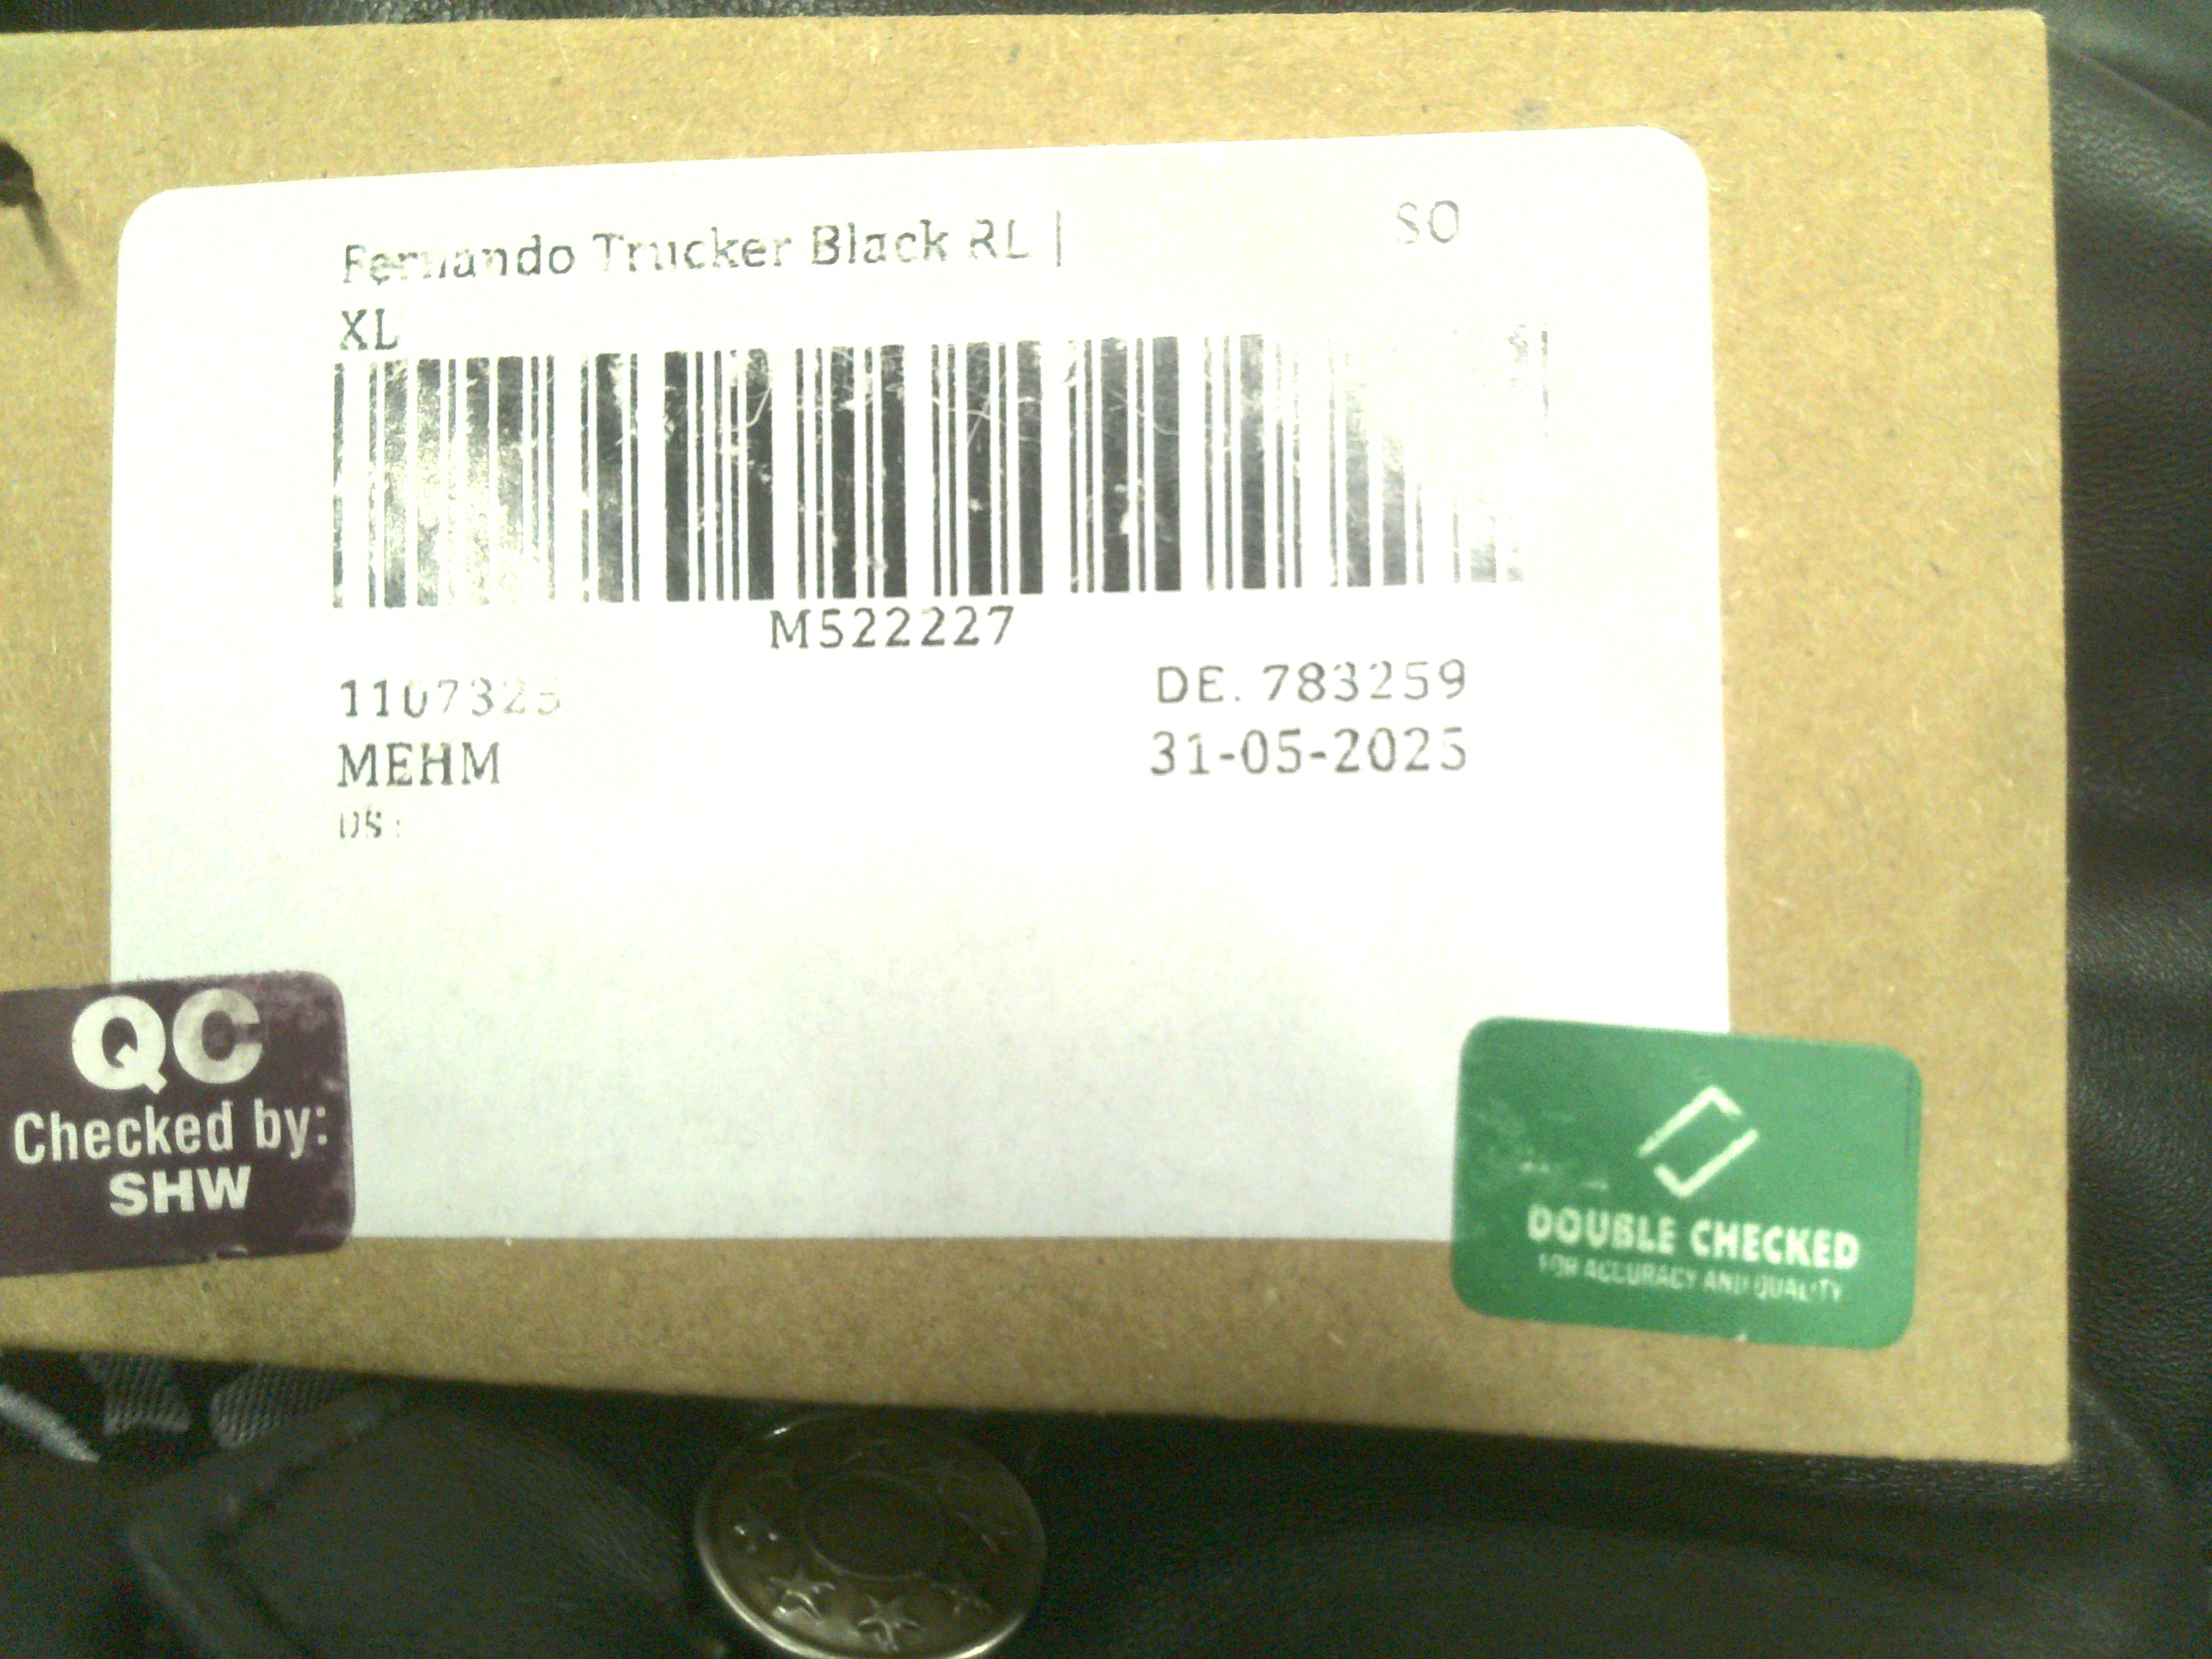 Fernando Trucker Black RL |
SO
XL
M522227
1107325
DE. 783259
MEHM
31-05-2025
DS:
QC
Checked by:
SHW
DOUBLE CHECKED
FOR ACCURACY AND QUALITY